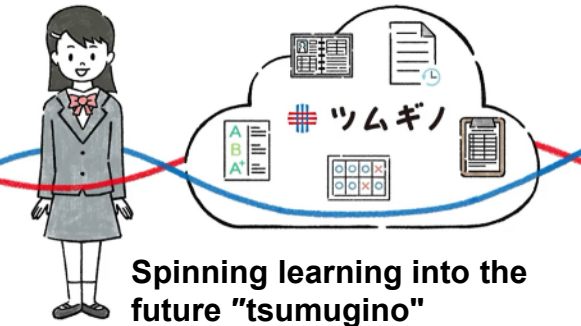 ツムギノ
A
B
A+
Spinning learning into the
future "tsumugino"